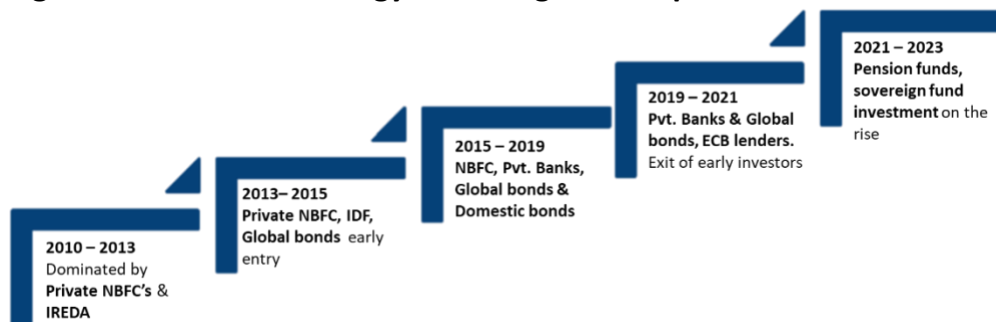 2010 – 2013
Dominated by
Private NBFC's &
IREDA
2013– 2015
Private NBFC, IDF,
Global bonds early
entry
2015 – 2019
NBFC, Pvt. Banks,
Global bonds &
Domestic bonds
2019 – 2021
Pvt. Banks & Global
bonds, ECB lenders.
Exit of early investors
2021 – 2023
Pension funds,
sovereign fund
investment on the
rise